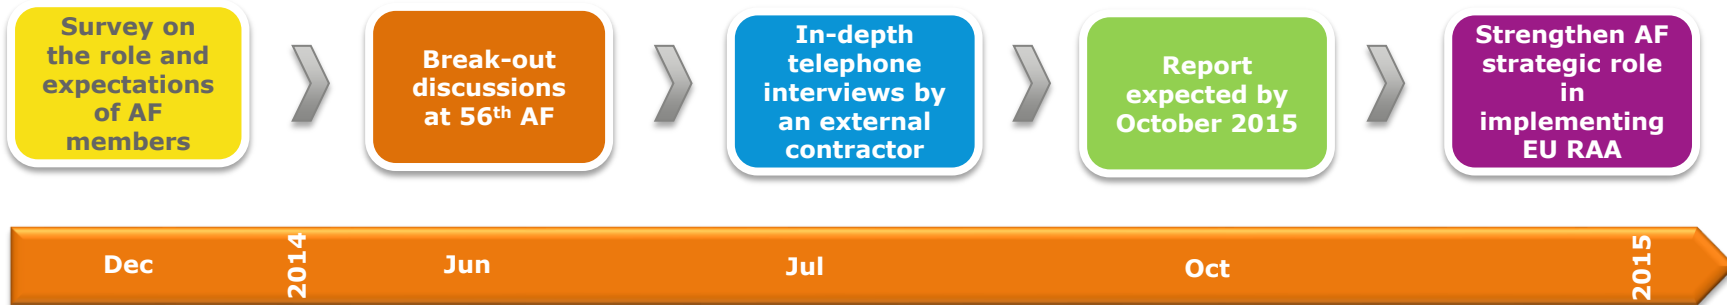 Survey on
the role and
expectations
of AF
members
Break-out
discussions
at 56th AF
In-depth
telephone
interviews by
an external
contractor
Report
expected by
October 2015
Strengthen AF
strategic role
in
implementing
EU RAA
Dec
2014
Jun
Jul
Oct
2015